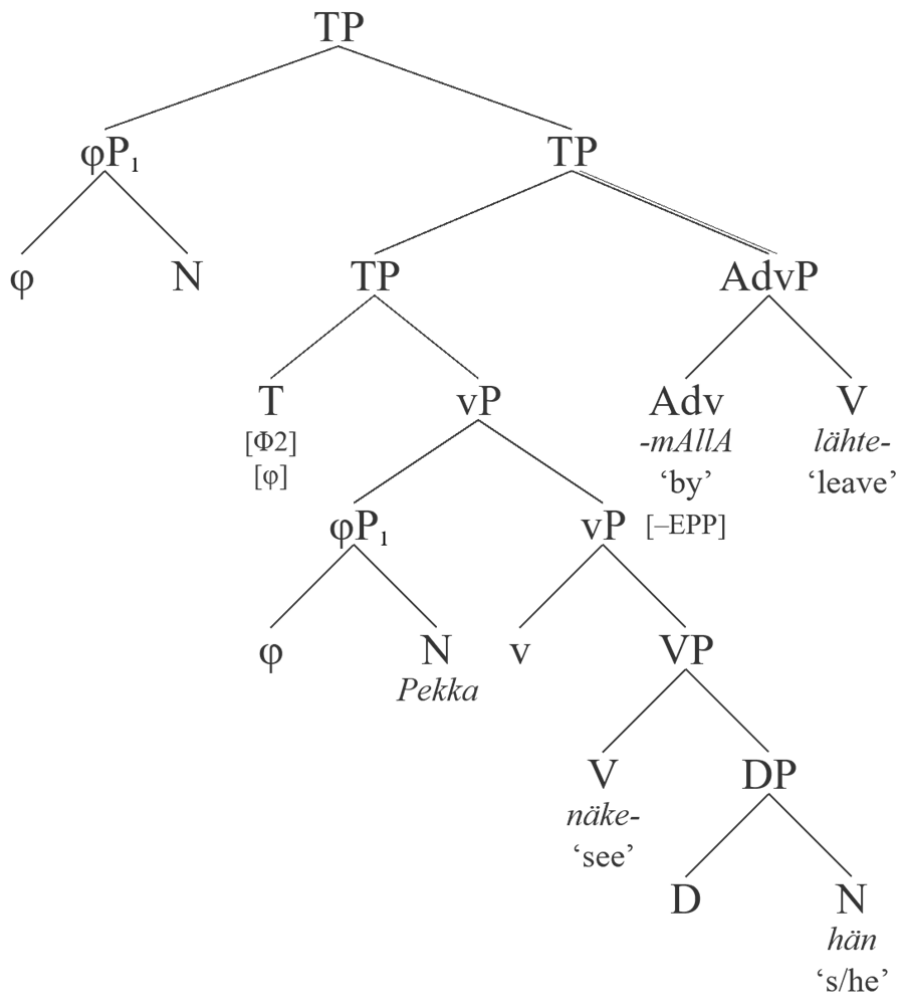 TP
φP₁ TP
φ N TP AdvP
T vP Adv V
[Φ2] -mAllA lähte-
[φ] ‘by’ ‘leave’
φP₁ vP [–EPP]
φ N v VP
Pekka
V DP
näke-
‘see’
D N
hän
‘s/he’